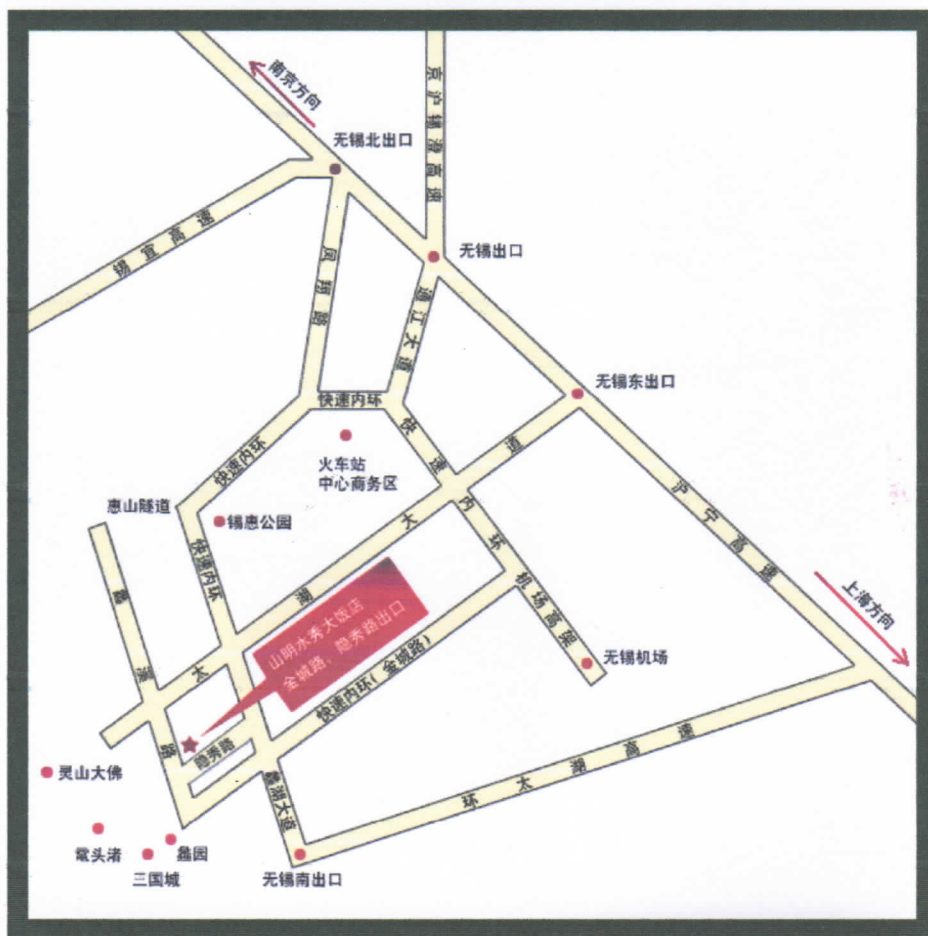 南京方向
京沪锡澄高速
无锡北出口
锡宜高速
无锡出口
凤翔路
通江大道
无锡东出口
快速内环
快速内环
快速内环
火车站
中心商务区
太湖大道
沪宁高速
惠山隧道
锡惠公园
快速内环
机场高架
上海方向
蠡溪路
山明水秀大饭店
金城路、隐秀路出口
快速内环(金城路)
无锡机场
隐秀路
环太湖高速
灵山大佛
蠡湖大道
鼋头渚
蠡园
三国城
无锡南出口